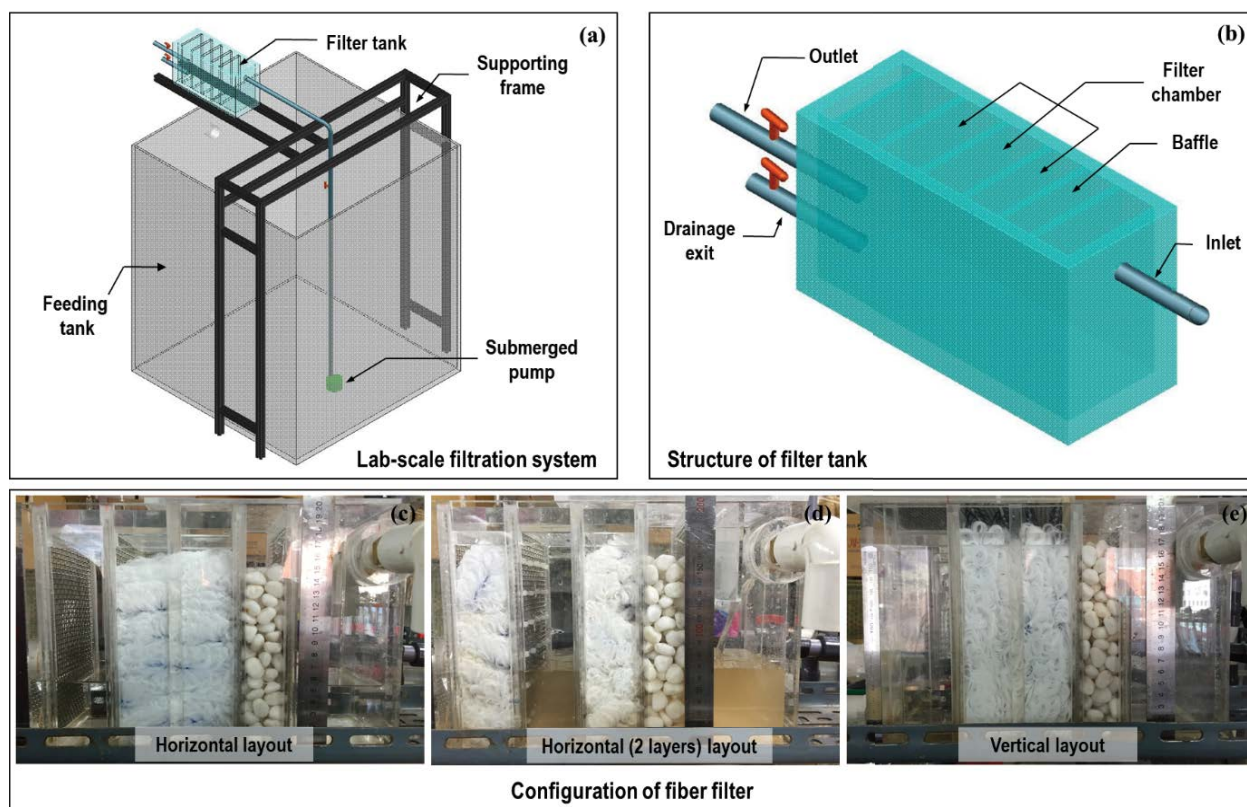 (a)
Filter tank
Supporting
frame
Feeding
tank
Submerged
pump
Lab-scale filtration system
(b)
Outlet
Filter
chamber
Baffle
Drainage
exit
Inlet
Structure of filter tank
(c)
Horizontal layout
(d)
Horizontal (2 layers) layout
(e)
Vertical layout
Configuration of fiber filter